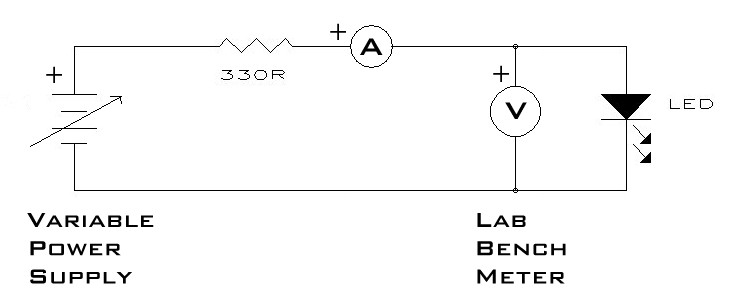 +
A
330R
+
+
V
LED
VARIABLE
POWER
SUPPLY
LAB
BENCH
METER